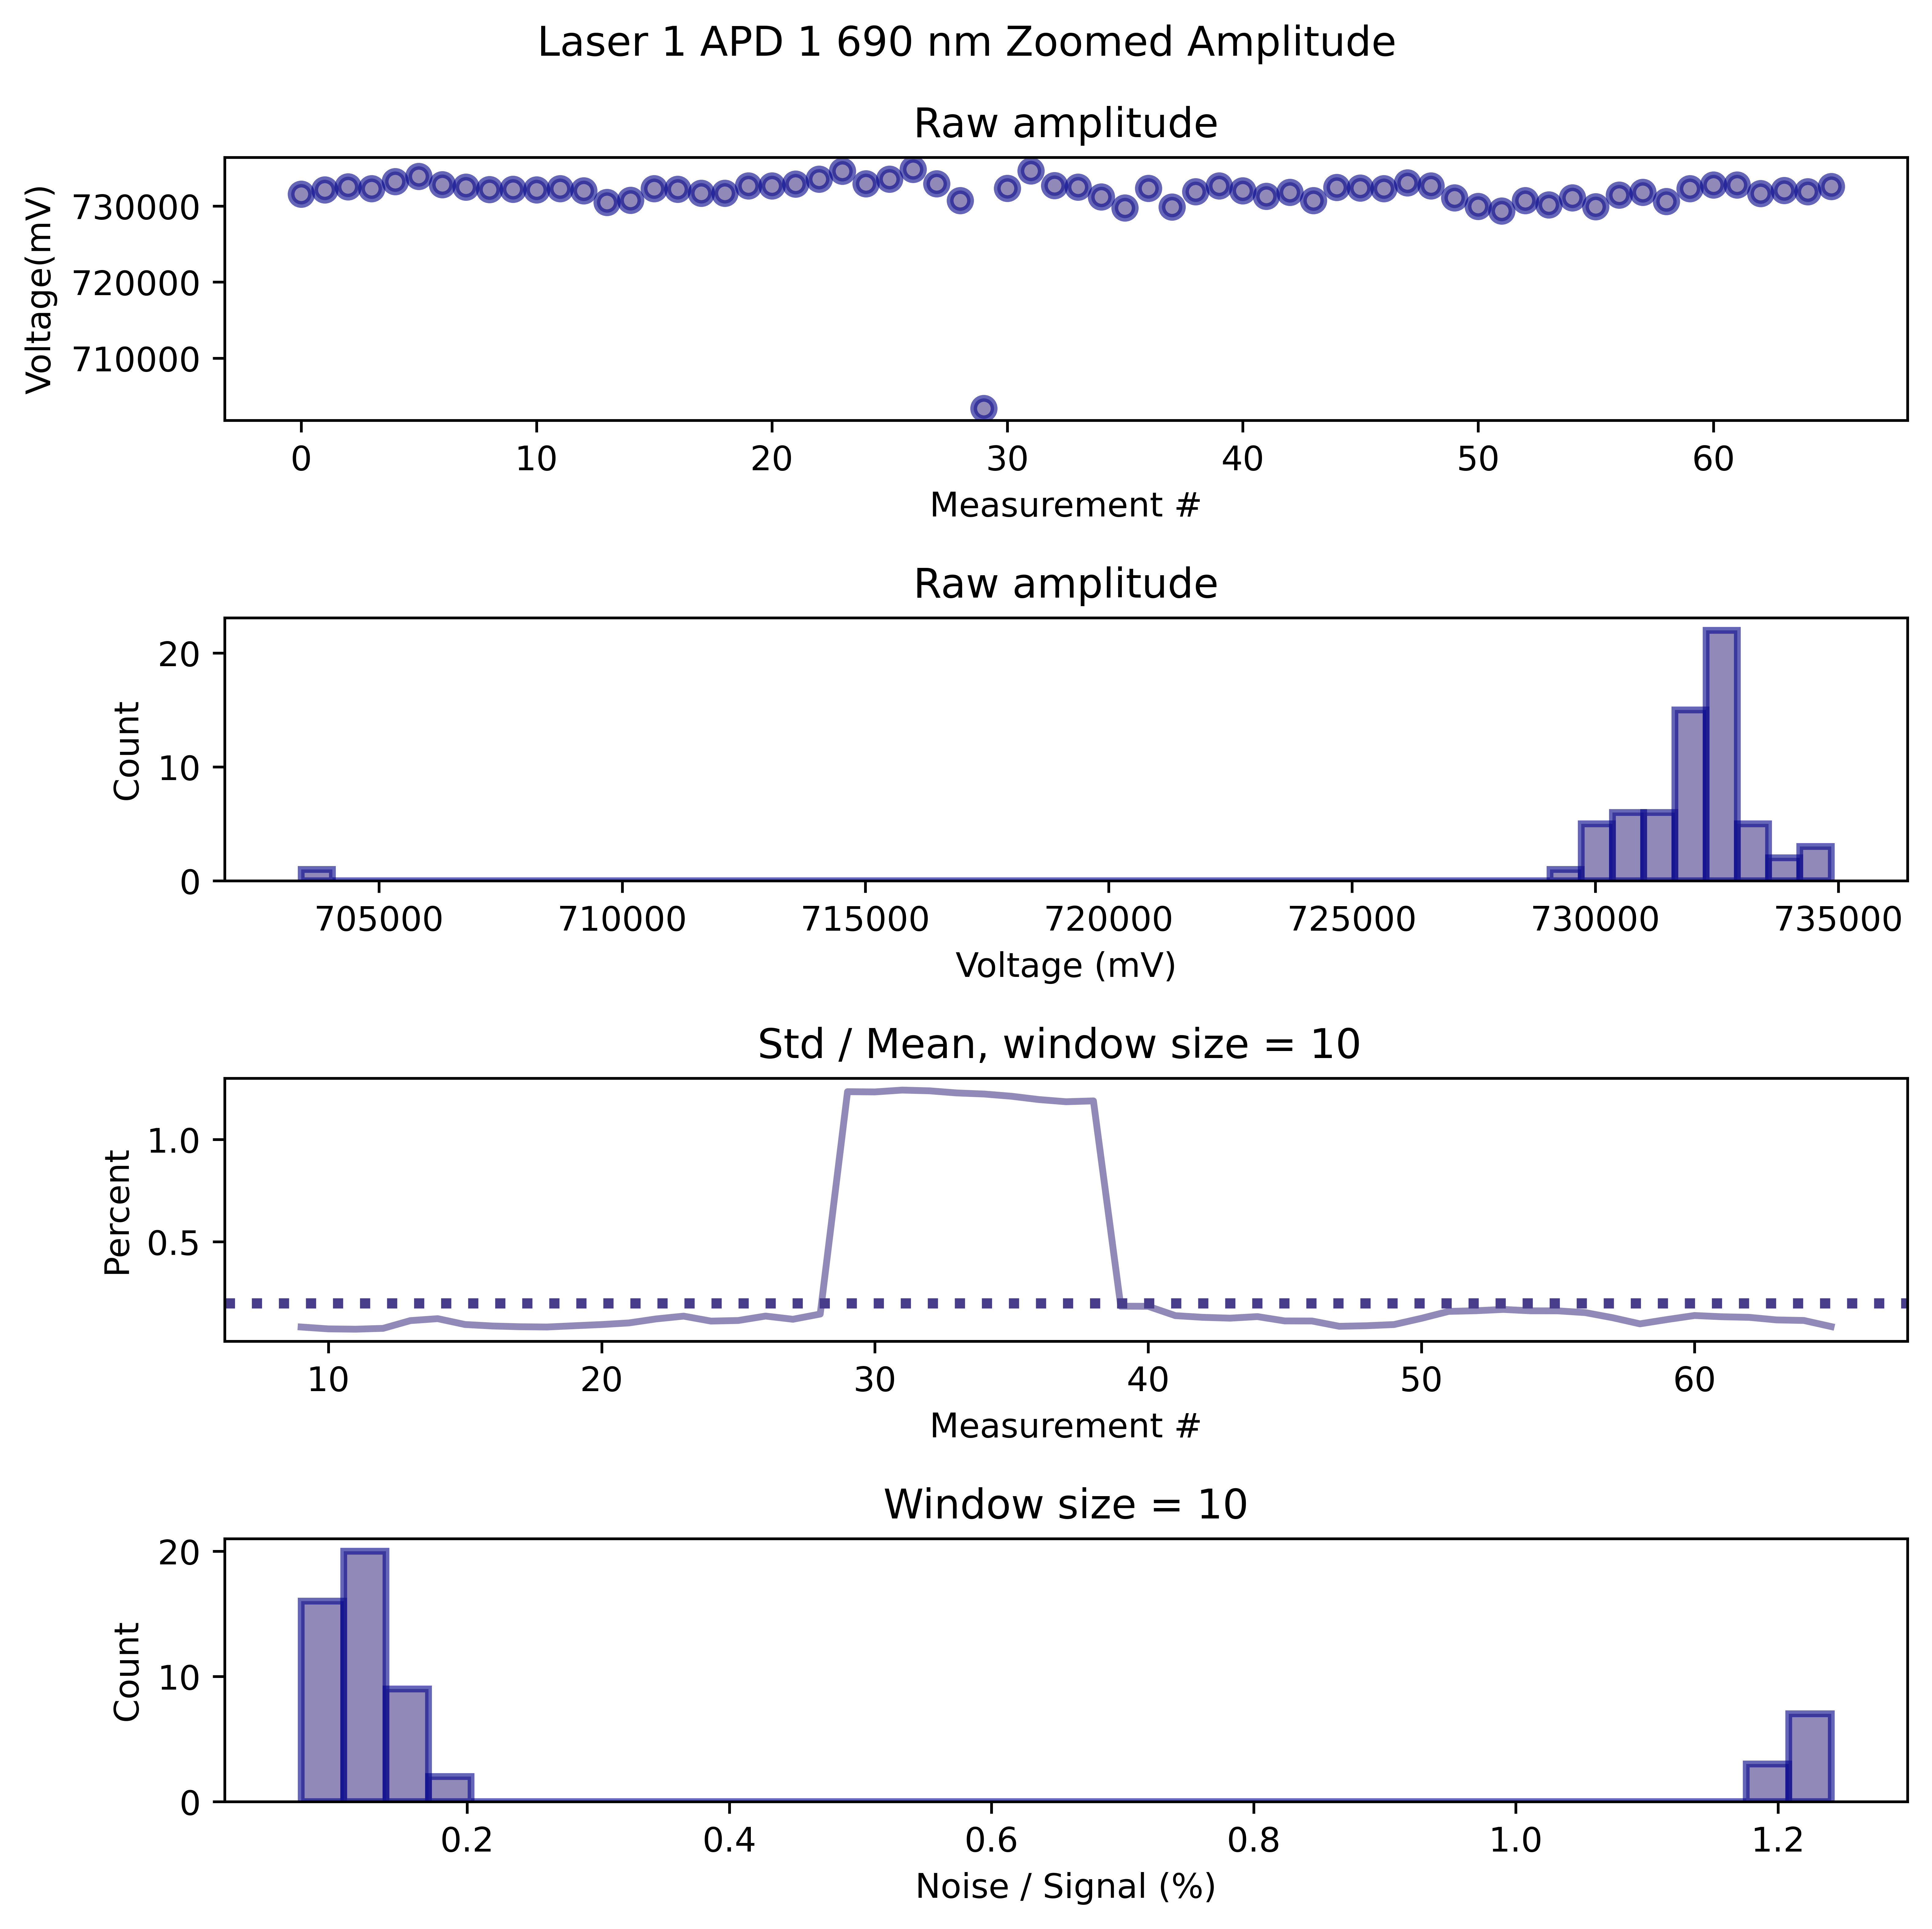 Laser 1 APD 1 690 nm Zoomed Amplitude
Raw amplitude
Voltage(mV)
730000
720000
710000
0 10 20 30 40 50 60
Measurement #
Raw amplitude
Count
20
10
0
705000 710000 715000 720000 725000 730000 735000
Voltage (mV)
Std / Mean, window size = 10
Percent
1.0
0.5
10 20 30 40 50 60
Measurement #
Window size = 10
Count
20
10
0
0.2 0.4 0.6 0.8 1.0 1.2
Noise / Signal (%)